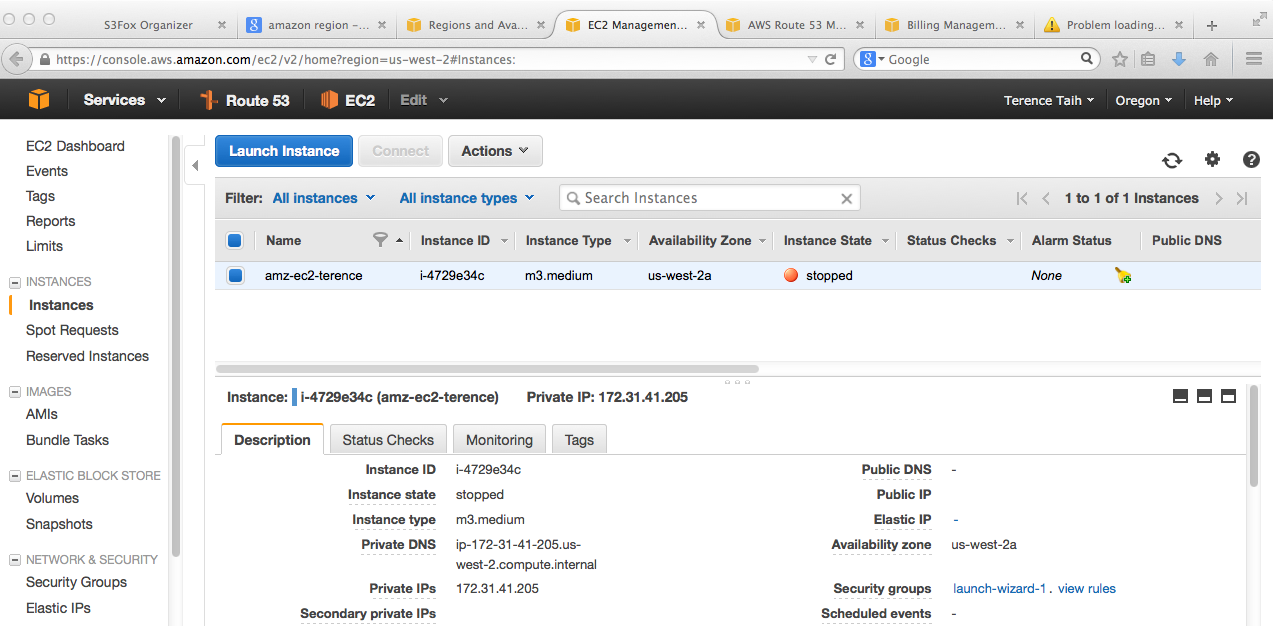 S3Fox Organizer
amazon region –...
Regions and Ava...
EC2 Managemen...
AWS Route 53 M...
Billing Managem...
Problem loading...
https://console.aws.amazon.com/ec2/v2/home?region=us-west-2#Instances:
Google
Services
Route 53
EC2
Edit
Terence Taih
Oregon
Help
EC2 Dashboard
Events
Tags
Reports
Limits
INSTANCES
Instances
Spot Requests
Reserved Instances
IMAGES
AMIs
Bundle Tasks
ELASTIC BLOCK STORE
Volumes
Snapshots
NETWORK & SECURITY
Security Groups
Elastic IPs
Launch Instance
Connect
Actions
Filter: All instances All instance types Search Instances 1 to 1 of 1 Instances
Name Instance ID Instance Type Availability Zone Instance State Status Checks Alarm Status Public DNS
amz-ec2-terence i-4729e34c m3.medium us-west-2a stopped None
Instance: i-4729e34c (amz-ec2-terence) Private IP: 172.31.41.205
Description Status Checks Monitoring Tags
Instance ID i-4729e34c
Instance state stopped
Instance type m3.medium
Private DNS ip-172-31-41-205.us-
west-2.compute.internal
Private IPs 172.31.41.205
Secondary private IPs
Public DNS -
Public IP
Elastic IP -
Availability zone us-west-2a
Security groups launch-wizard-1. view rules
Scheduled events -